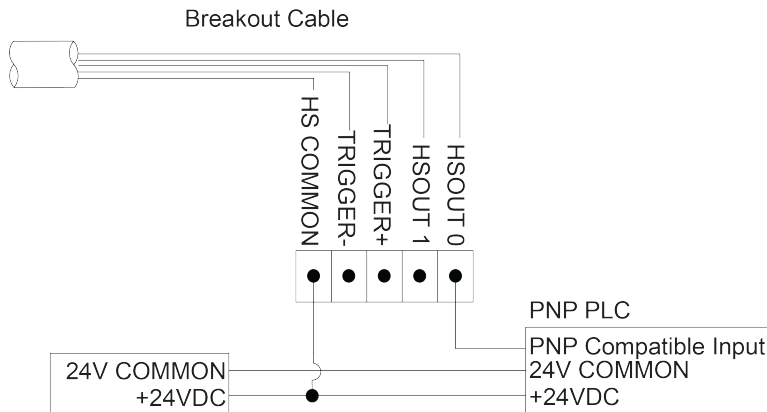 Breakout Cable
HS COMMON
TRIGGER-
TRIGGER+
HSOUT 1
HSOUT 0
PNP PLC
PNP Compatible Input
24V COMMON
+24VDC
24V COMMON
+24VDC